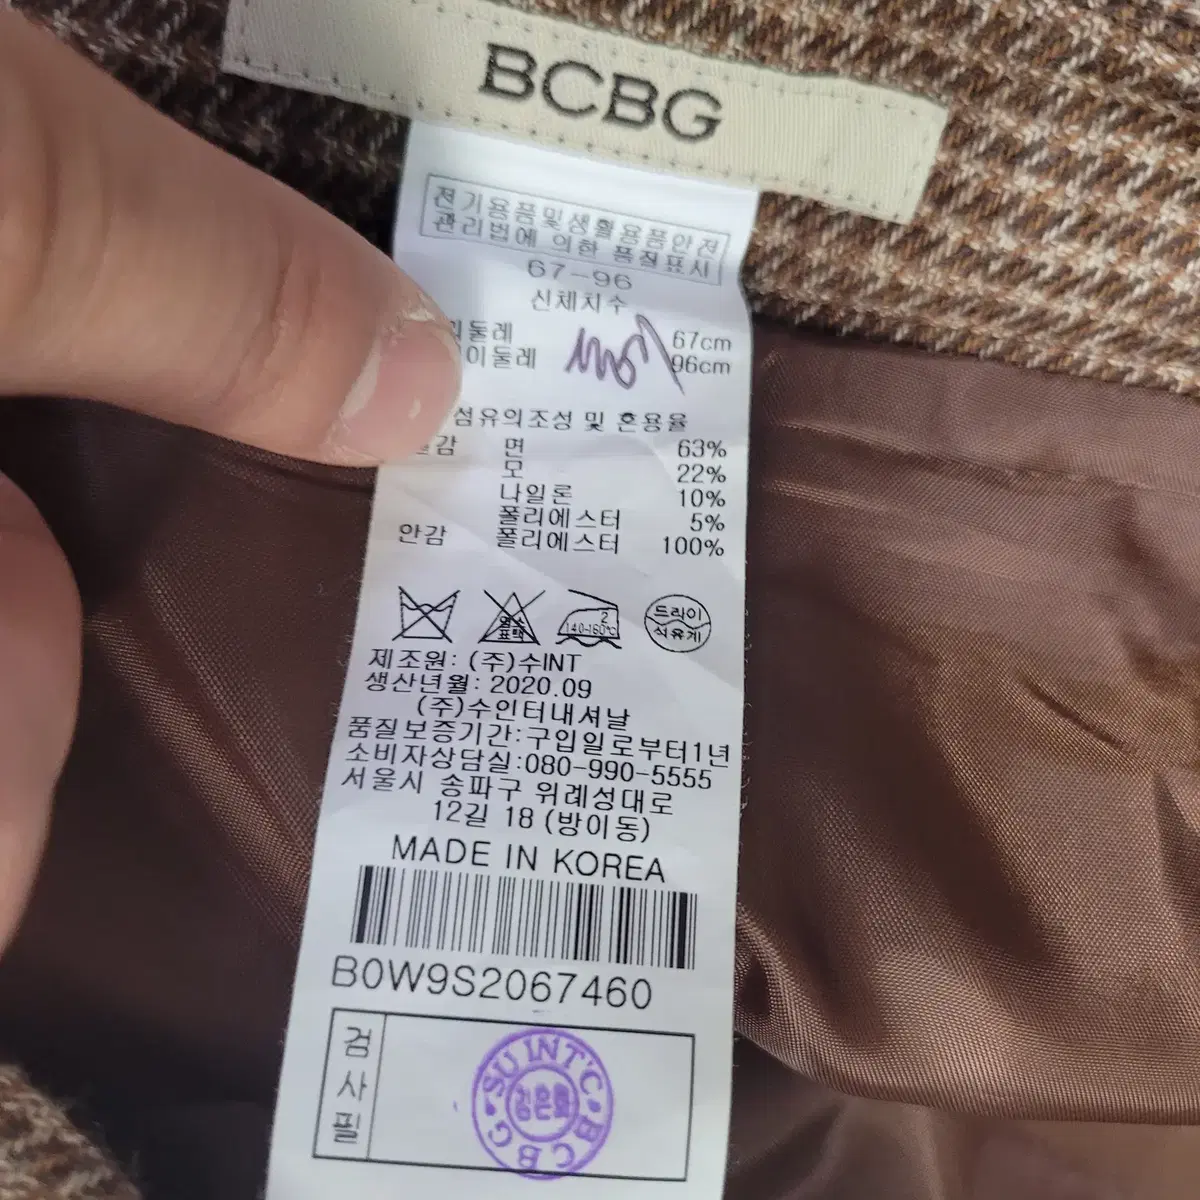 BCBG
전기용품및생활용품안전
관리법에 의한 품질표시
67-96
신체치수
둘레 67cm
이둘레 96cm
섬유의조성 및 혼용율
감 면 63%
모 22%
나일론 10%
폴리에스터 5%
안감 폴리에스터 100%
염소
표백
2
140-160℃
드라이
석유계
제조원: (주)수INT
생산년월: 2020.09
(주)수인터내셔날
품질보증기간:구입일로부터1년
소비자상담실:080-990-5555
서울시 송파구 위례성대로
12길 18 (방이동)
MADE IN KOREA
B0W9S2067460
검사필
SU INT'C
BCBG